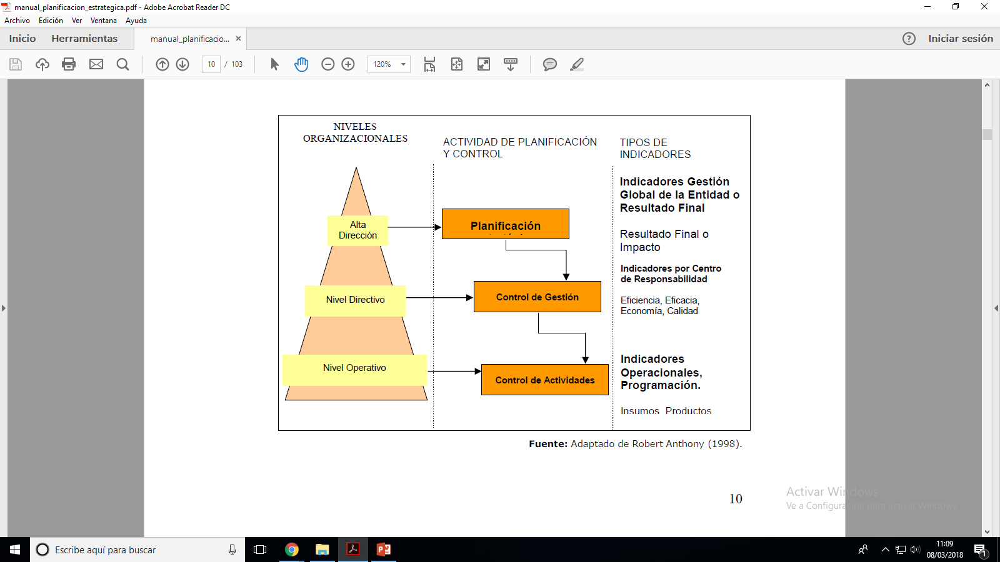 manual_planificacion_estrategica.pdf - Adobe Acrobat Reader DC
Archivo Edición Ver Ventana Ayuda
Inicio Herramientas manual_planificacio... × ? Iniciar sesión
10 / 103 120%
NIVELES
ORGANIZACIONALES
ACTIVIDAD DE PLANIFICACIÓN
Y CONTROL
TIPOS DE
INDICADORES
Indicadores Gestión
Global de la Entidad o
Resultado Final
Alta
Dirección
Planificación
Resultado Final o
Impacto
Indicadores por Centro
de Responsabilidad
Nivel Directivo
Control de Gestión
Eficiencia, Eficacia,
Economía, Calidad
Nivel Operativo
Control de Actividades
Indicadores
Operacionales,
Programación.
Insumos Productos
Fuente: Adaptado de Robert Anthony (1998).
10
Activar Windows
Ve a Configuración para activar Windows.
Escribe aquí para buscar
11:09
08/03/2018
1